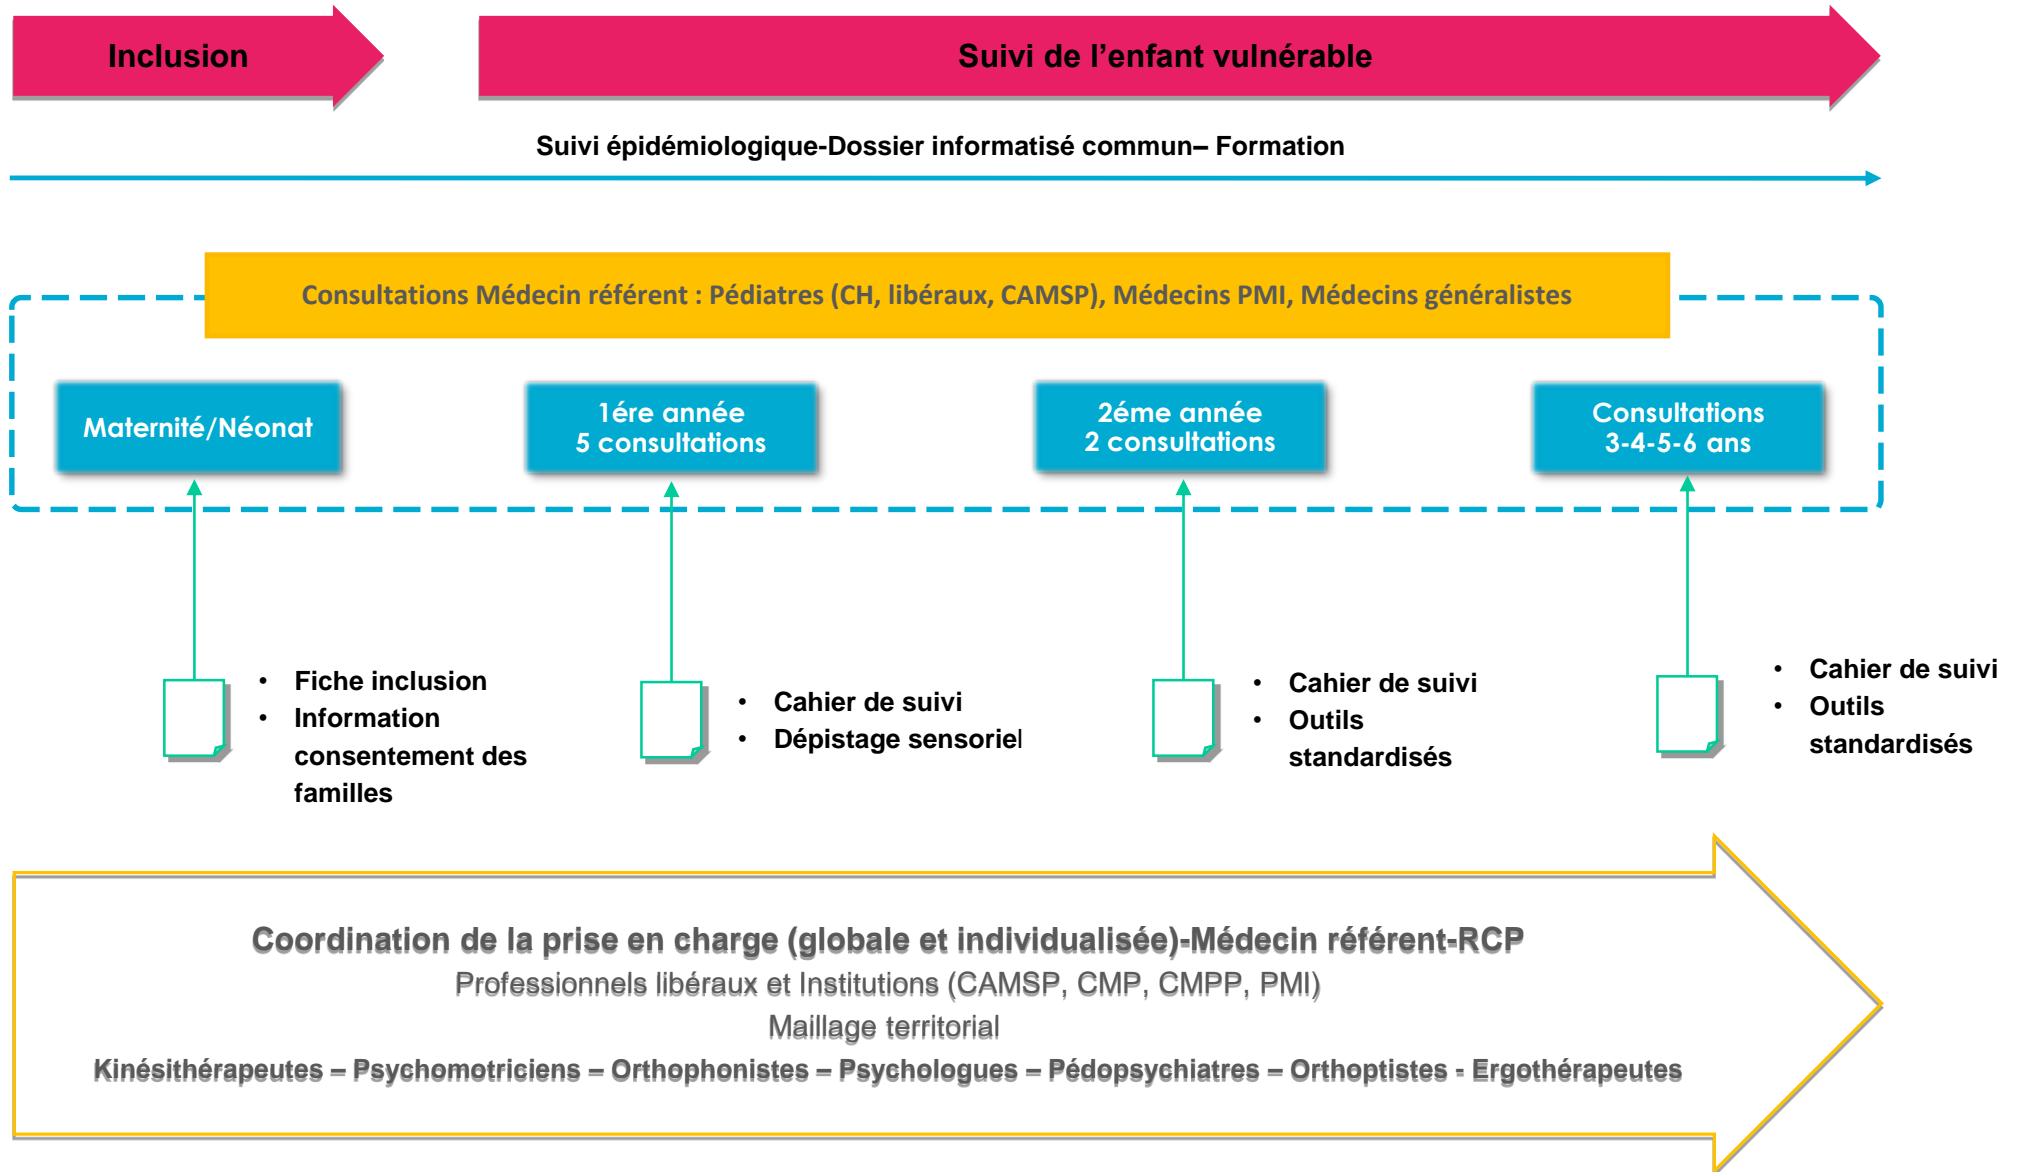 Inclusion
Suivi de l’enfant vulnérable
Suivi épidémiologique-Dossier informatisé commun– Formation
Consultations Médecin référent : Pédiatres (CH, libéraux, CAMSP), Médecins PMI, Médecins généralistes
Maternité/Néonat
1ére année
5 consultations
2éme année
2 consultations
Consultations
3-4-5-6 ans
• Fiche inclusion
• Information
consentement des
familles
• Cahier de suivi
• Dépistage sensoriel
• Cahier de suivi
• Outils
standardisés
• Cahier de suivi
• Outils
standardisés
Coordination de la prise en charge (globale et individualisée)-Médecin référent-RCP
Professionnels libéraux et Institutions (CAMSP, CMP, CMPP, PMI)
Maillage territorial
Kinésithérapeutes – Psychomotriciens – Orthophonistes – Psychologues – Pédopsychiatres – Orthoptistes - Ergothérapeutes